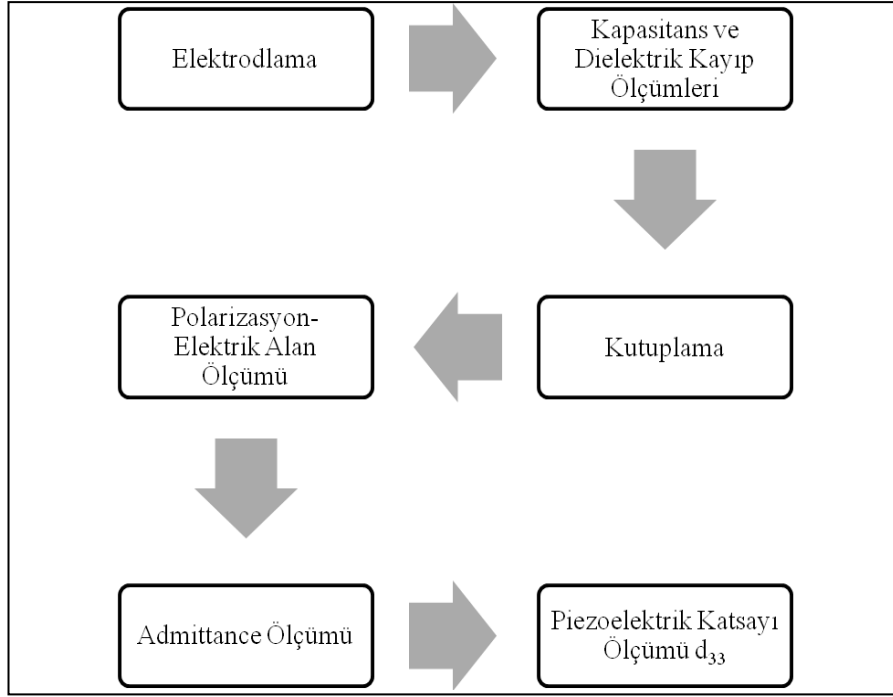 Elektrodlama
Kapasitans ve
Dielektrik Kayıp
Ölçümleri
Kutuplama
Polarizasyon-
Elektrik Alan
Ölçümü
Admittance Ölçümü
Piezoelektrik Katsayı
Ölçümü d₃₃